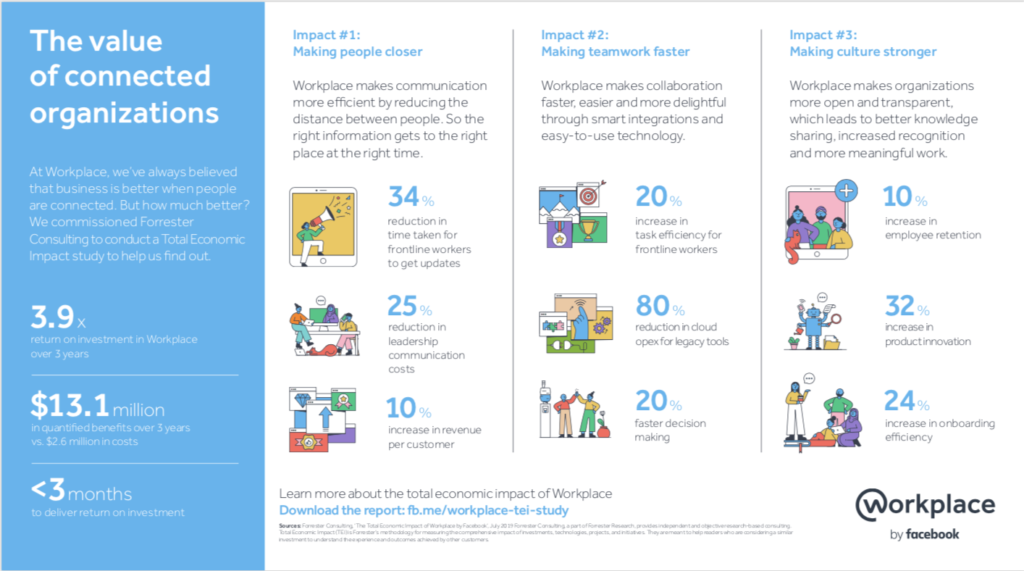 The value
of connected
organizations
At Workplace, we've always believed
that business is better when people
are connected. But how much better?
We commissioned Forrester
Consulting to conduct a Total Economic
Impact study to help us find out.
3.9 x
return on investment in Workplace
over 3 years
$13.1 million
in quantified benefits over 3 years
vs. $2.6 million in costs
<3 months
to deliver return on investment
Impact #1:
Making people closer
Workplace makes communication
more efficient by reducing the
distance between people. So the
right information gets to the right
place at the right time.
34 %
reduction in
time taken for
frontline workers
to get updates
25 %
reduction in
leadership
communication
costs
10 %
increase in revenue
per customer
Impact #2:
Making teamwork faster
Workplace makes collaboration
faster, easier and more delightful
through smart integrations and
easy-to-use technology.
20 %
increase in
task efficiency for
frontline workers
80 %
reduction in cloud
opex for legacy tools
20 %
faster decision
making
Impact #3:
Making culture stronger
Workplace makes organizations
more open and transparent,
which leads to better knowledge
sharing, increased recognition
and more meaningful work.
10 %
increase in
employee retention
32 %
increase in
product innovation
24 %
increase in onboarding
efficiency
Learn more about the total economic impact of Workplace
Download the report: fb.me/workplace-tei-study
Sources: Forrester Consulting, 'The Total Economic Impact of Workplace by Facebook', July 2019 Forrester Consulting, a part of Forrester Research, provides independent and objective research-based consulting.
Total Economic Impact (TEI) is Forrester's methodology for measuring the comprehensive impact of investments, technologies, projects, and initiatives. They are meant to help readers who are considering a similar
investment to understand the experience and outcomes achieved by other customers.
Workplace
by facebook